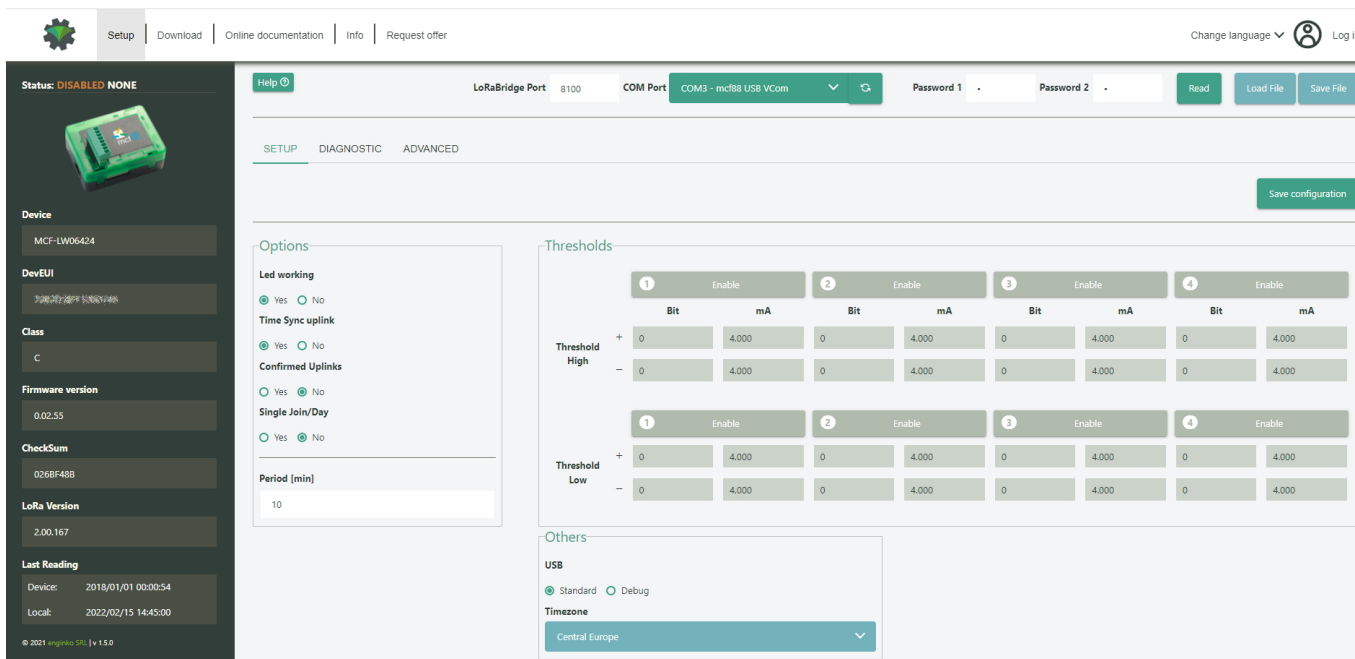 Setup Download Online documentation Info Request offer Change language Log i
Status: DISABLED NONE
Help LoRaBridge Port 8100 COM Port COM3 - mcf88 USB VCom Password 1 Password 2 Read Load File Save File
SETUP DIAGNOSTIC ADVANCED
Save configuration
Device
MCF-LW06424
DevEUI
Class
C
Firmware version
0.02.55
CheckSum
026BF48B
LoRa Version
2.00.167
Last Reading
Device: 2018/01/01 00:00:54
Local: 2022/02/15 14:45:00
© 2021 enginko SRL | v 1.5.0
Options
Led working
Yes No
Time Sync uplink
Yes No
Confirmed Uplinks
Yes No
Single Join/Day
Yes No
Period [min]
10
Thresholds
1 Enable 2 Enable 3 Enable 4 Enable
Bit mA Bit mA Bit mA Bit mA
Threshold High
+ 0 4.000 0 4.000 0 4.000 0 4.000
− 0 4.000 0 4.000 0 4.000 0 4.000
1 Enable 2 Enable 3 Enable 4 Enable
Threshold Low
+ 0 4.000 0 4.000 0 4.000 0 4.000
− 0 4.000 0 4.000 0 4.000 0 4.000
Others
USB
Standard Debug
Timezone
Central Europe